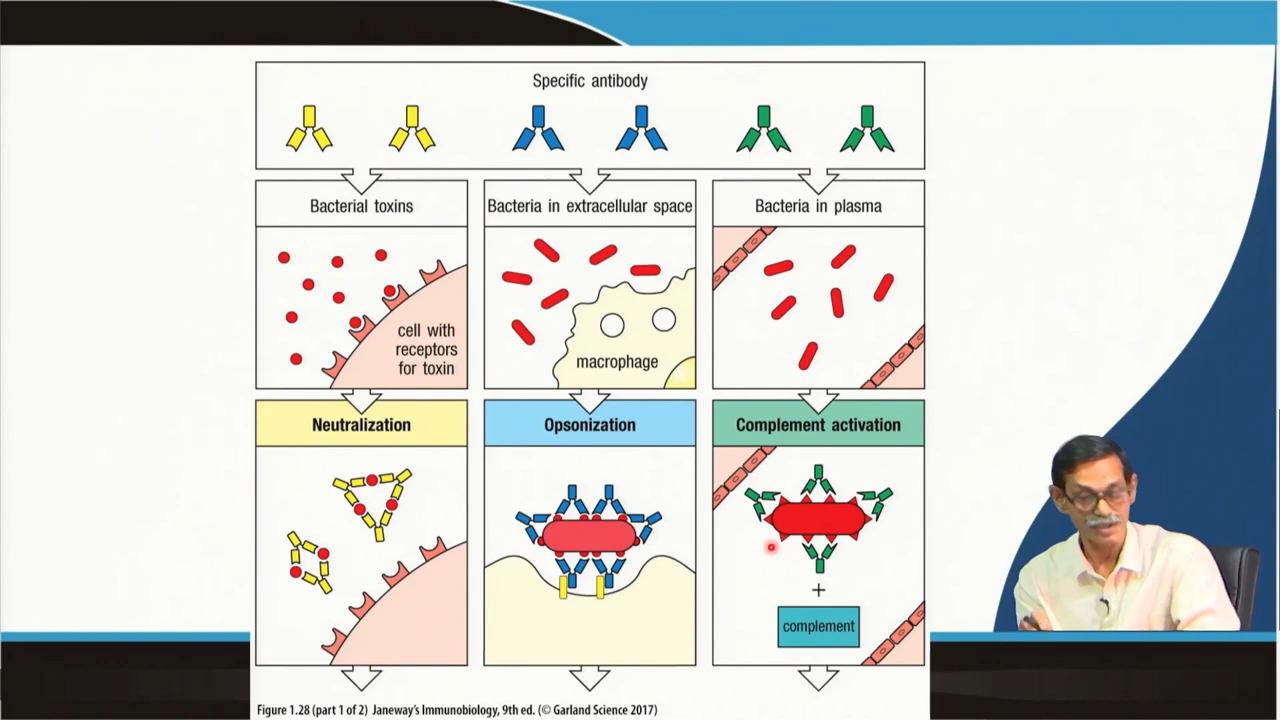 Specific antibody
Bacterial toxins
Bacteria in extracellular space
Bacteria in plasma
cell with
receptors
for toxin
macrophage
Neutralization
Opsonization
Complement activation
+
complement
Figure 1.28 (part 1 of 2) Janeway's Immunobiology, 9th ed. (© Garland Science 2017)